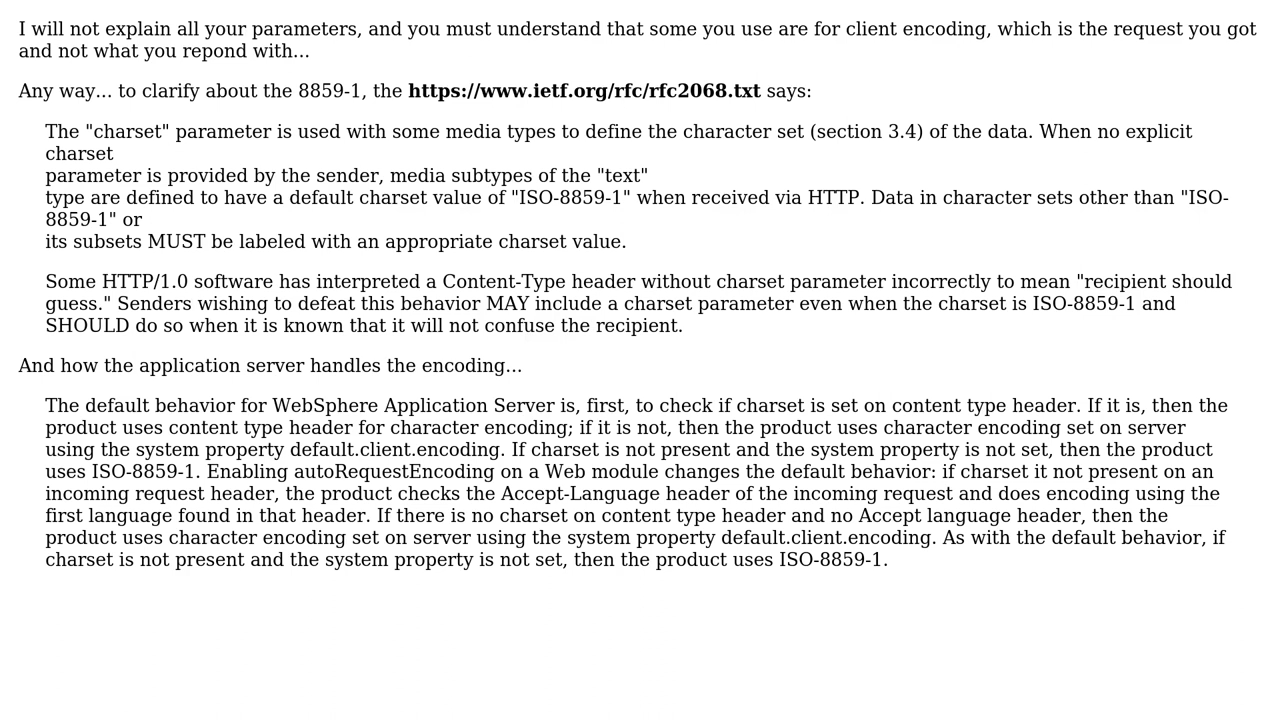 I will not explain all your parameters, and you must understand that some you use are for client encoding, which is the request you got
and not what you repond with...
Any way... to clarify about the 8859-1, the https://www.ietf.org/rfc/rfc2068.txt says:
The "charset" parameter is used with some media types to define the character set (section 3.4) of the data. When no explicit
charset
parameter is provided by the sender, media subtypes of the "text"
type are defined to have a default charset value of "ISO-8859-1" when received via HTTP. Data in character sets other than "ISO-
8859-1" or
its subsets MUST be labeled with an appropriate charset value.
Some HTTP/1.0 software has interpreted a Content-Type header without charset parameter incorrectly to mean "recipient should
guess." Senders wishing to defeat this behavior MAY include a charset parameter even when the charset is ISO-8859-1 and
SHOULD do so when it is known that it will not confuse the recipient.
And how the application server handles the encoding...
The default behavior for WebSphere Application Server is, first, to check if charset is set on content type header. If it is, then the
product uses content type header for character encoding; if it is not, then the product uses character encoding set on server
using the system property default.client.encoding. If charset is not present and the system property is not set, then the product
uses ISO-8859-1. Enabling autoRequestEncoding on a Web module changes the default behavior: if charset it not present on an
incoming request header, the product checks the Accept-Language header of the incoming request and does encoding using the
first language found in that header. If there is no charset on content type header and no Accept language header, then the
product uses character encoding set on server using the system property default.client.encoding. As with the default behavior, if
charset is not present and the system property is not set, then the product uses ISO-8859-1.